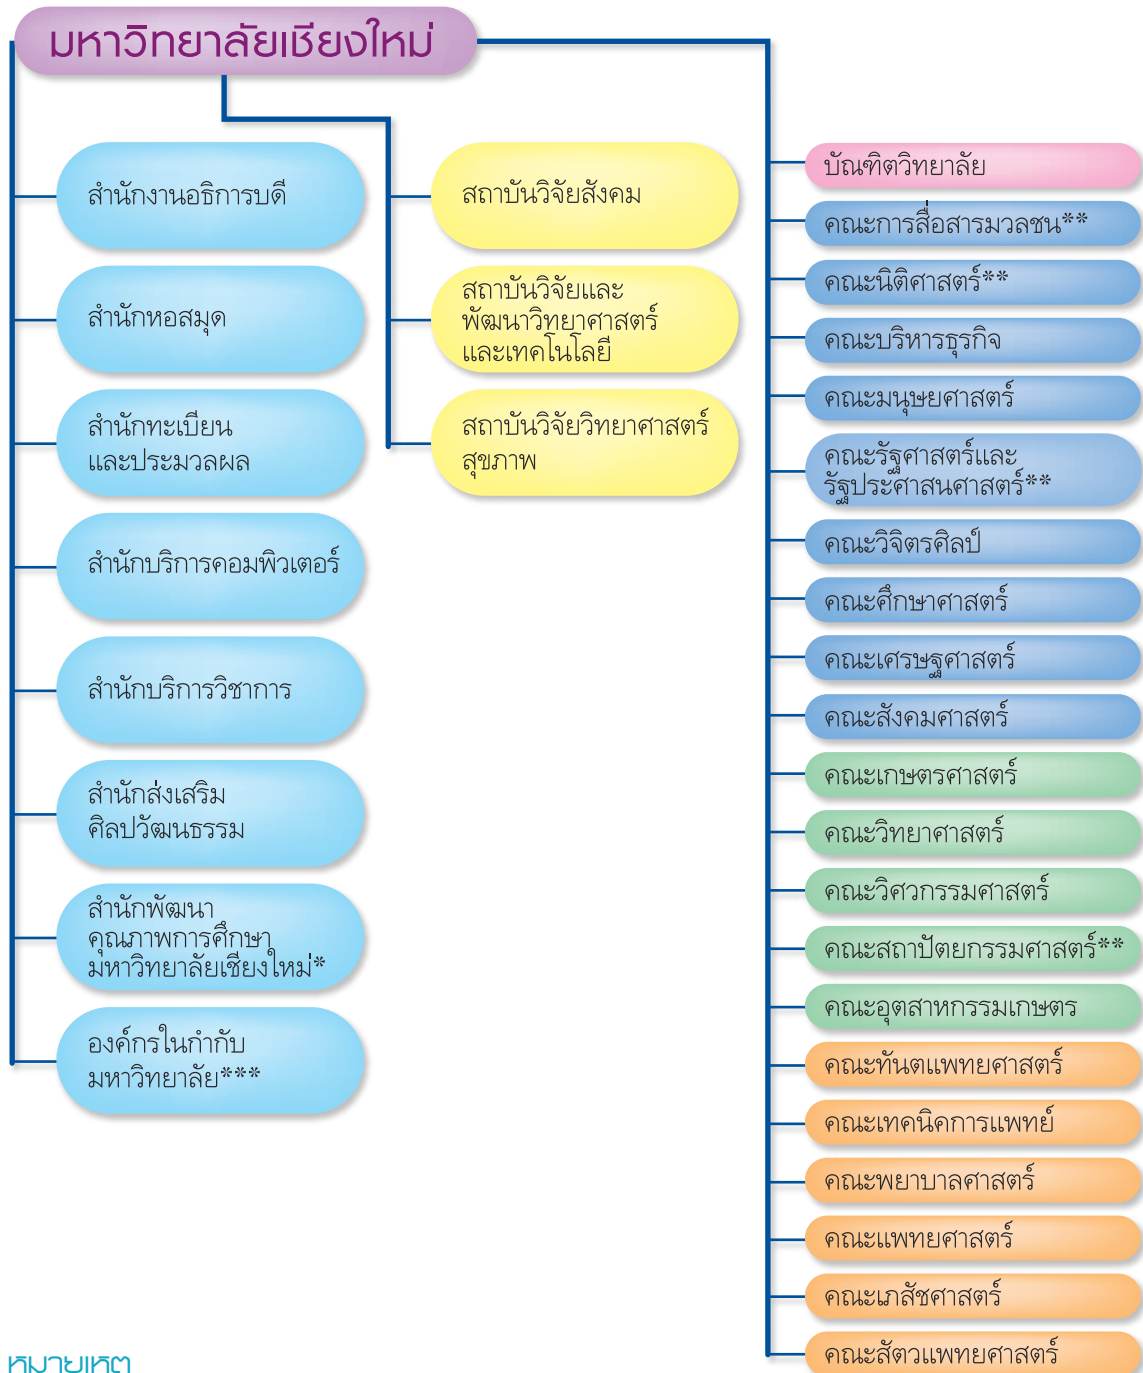 มหาวิทยาลัยเชียงใหม่
สำนักงานอธิการบดี
สำนักหอสมุด
สำนักทะเบียน
และประมวลผล
สำนักบริการคอมพิวเตอร์
สำนักบริการวิชาการ
สำนักส่งเสริม
ศิลปวัฒนธรรม
สำนักพัฒนา
คุณภาพการศึกษา
มหาวิทยาลัยเชียงใหม่*
องค์กรในกำกับ
มหาวิทยาลัย***
สถาบันวิจัยสังคม
สถาบันวิจัยและ
พัฒนาวิทยาศาสตร์
และเทคโนโลยี
สถาบันวิจัยวิทยาศาสตร์
สุขภาพ
บัณฑิตวิทยาลัย
คณะการสื่อสารมวลชน**
คณะนิติศาสตร์**
คณะบริหารธุรกิจ
คณะมนุษยศาสตร์
คณะรัฐศาสตร์และ
รัฐประศาสนศาสตร์**
คณะวิจิตรศิลป์
คณะศึกษาศาสตร์
คณะเศรษฐศาสตร์
คณะสังคมศาสตร์
คณะเกษตรศาสตร์
คณะวิทยาศาสตร์
คณะวิศวกรรมศาสตร์
คณะสถาปัตยกรรมศาสตร์**
คณะอุตสาหกรรมเกษตร
คณะทันตแพทยศาสตร์
คณะเทคนิคการแพทย์
คณะพยาบาลศาสตร์
คณะแพทยศาสตร์
คณะเภสัชศาสตร์
คณะสัตวแพทยศาสตร์
หมายเหต